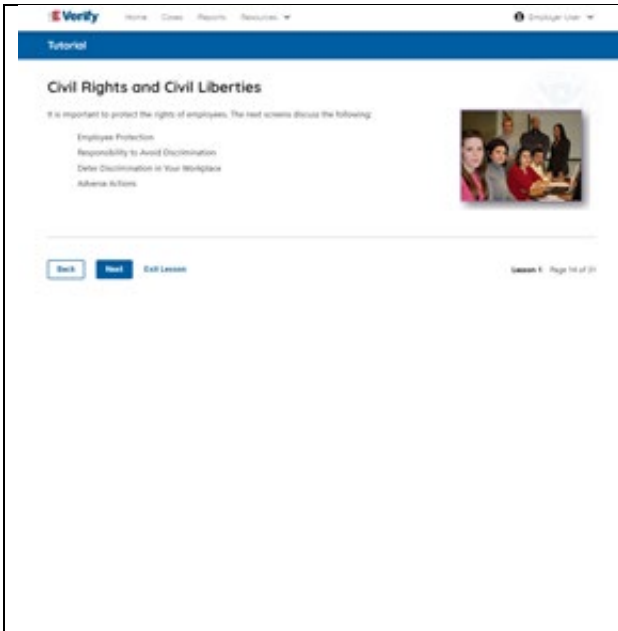 E Verify Home Cases Reports Resources Employer User
Tutorial
Civil Rights and Civil Liberties
It is important to protect the rights of employees. The next screens discuss the following:
Employee Protection
Responsibility to Avoid Discrimination
Deter Discrimination in Your Workplace
Adverse Actions
Back Next Exit Lesson Lesson 1 Page 14 of 31